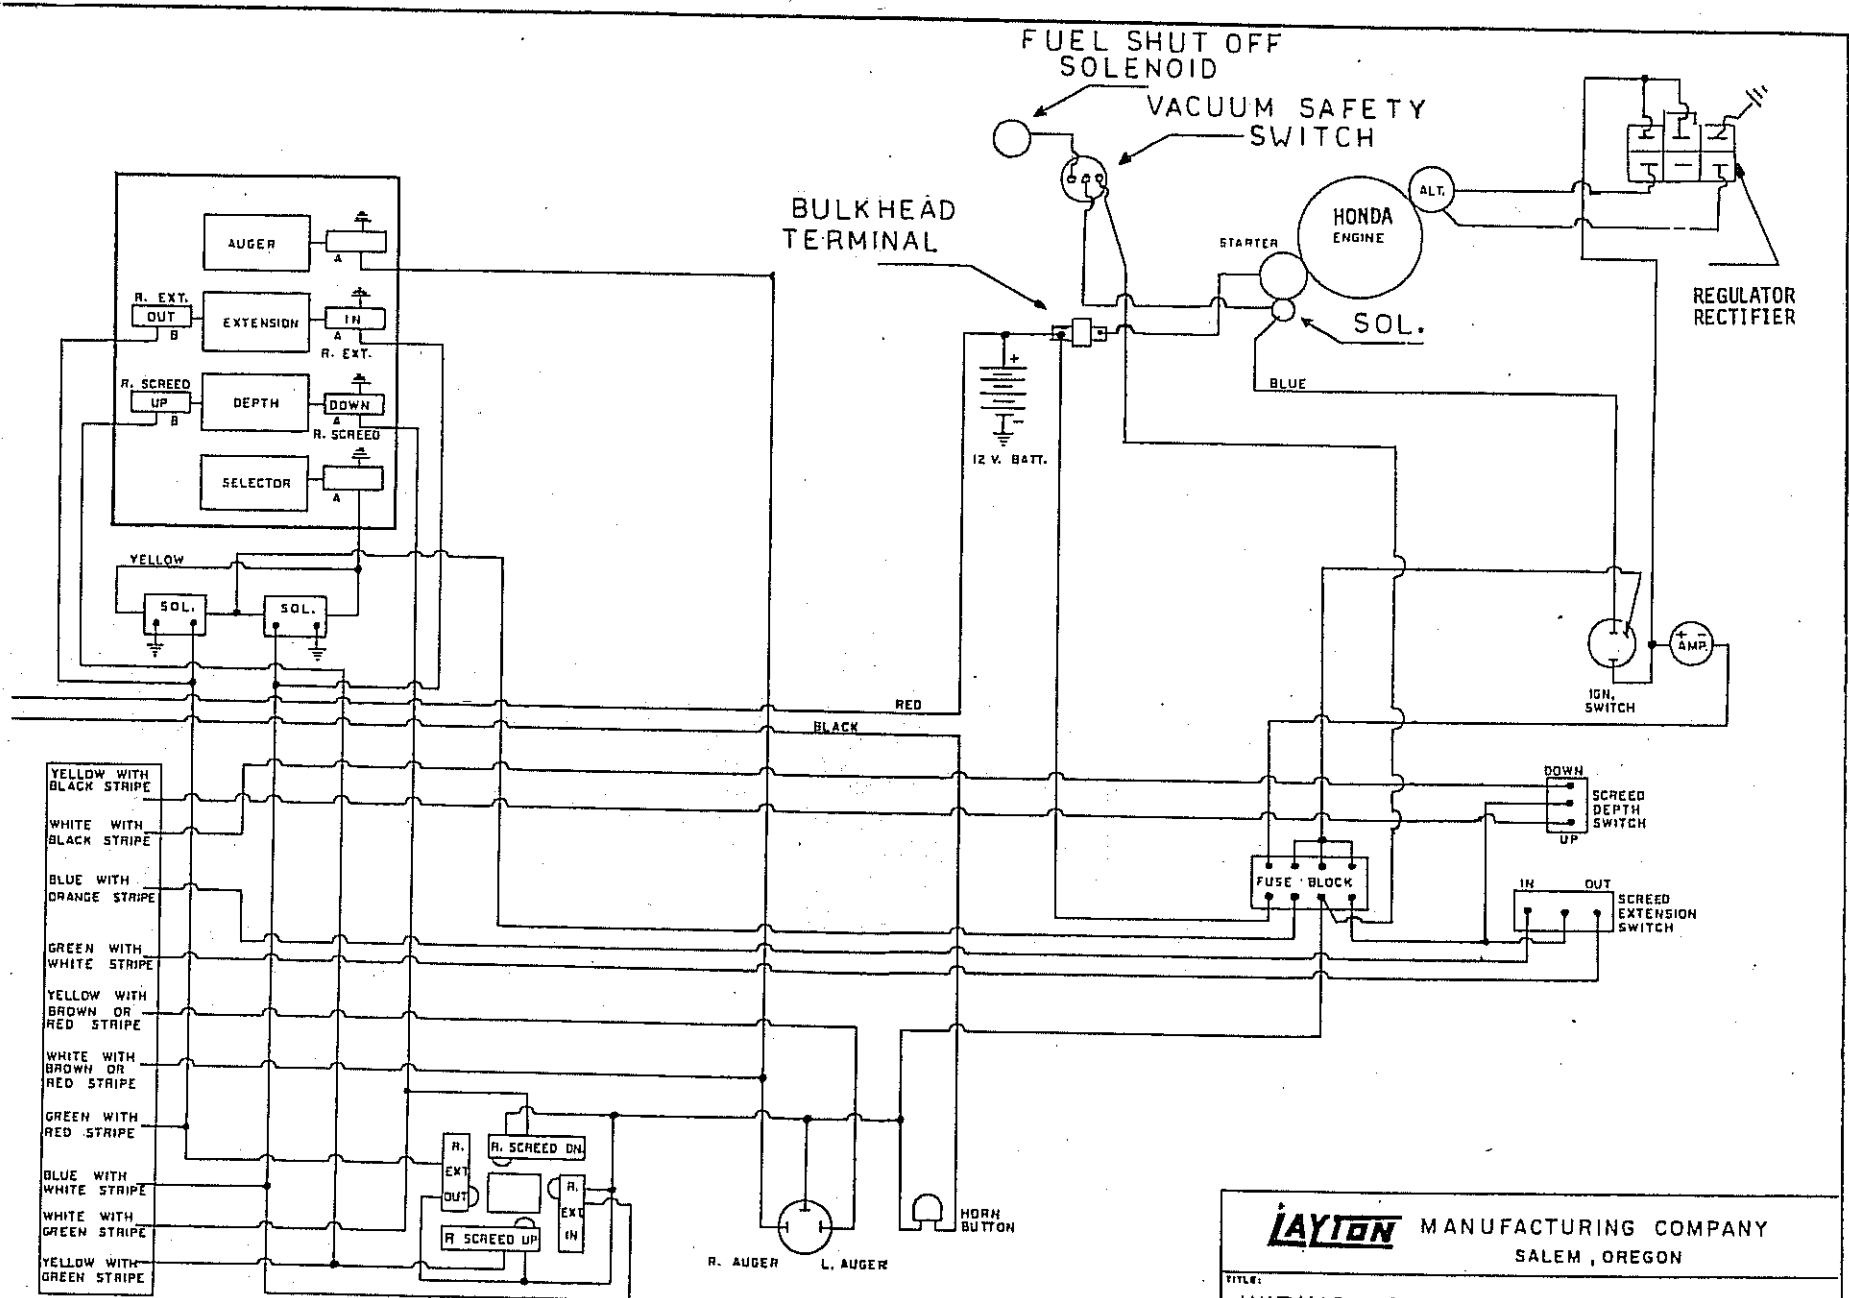 FUEL SHUT OFF
SOLENOID
VACUUM SAFETY
SWITCH
BULKHEAD
TERMINAL
ALT.
HONDA
ENGINE
STARTER
SOL.
REGULATOR
RECTIFIER
AUGER
A
R. EXT.
OUT
B
EXTENSION
IN
A
R. EXT.
R. SCREED
UP
B
DEPTH
DOWN
A
R. SCREED
SELECTOR
A
+
-
12 V. BATT.
BLUE
YELLOW
SOL.
SOL.
+ -
AMP.
IGN.
SWITCH
RED
BLACK
YELLOW WITH
BLACK STRIPE
WHITE WITH
BLACK STRIPE
BLUE WITH
ORANGE STRIPE
GREEN WITH
WHITE STRIPE
YELLOW WITH
BROWN OR
RED STRIPE
WHITE WITH
BROWN OR
RED STRIPE
GREEN WITH
RED STRIPE
BLUE WITH
WHITE STRIPE
WHITE WITH
GREEN STRIPE
YELLOW WITH
GREEN STRIPE
DOWN
SCREED
DEPTH
SWITCH
UP
FUSE BLOCK
IN
OUT
SCREED
EXTENSION
SWITCH
R.
EXT
OUT
R. SCREED DN.
R.
EXT
IN
R SCREED UP
R. AUGER
L. AUGER
HORN
BUTTON
LAYTON MANUFACTURING COMPANY
SALEM, OREGON
TITLE: